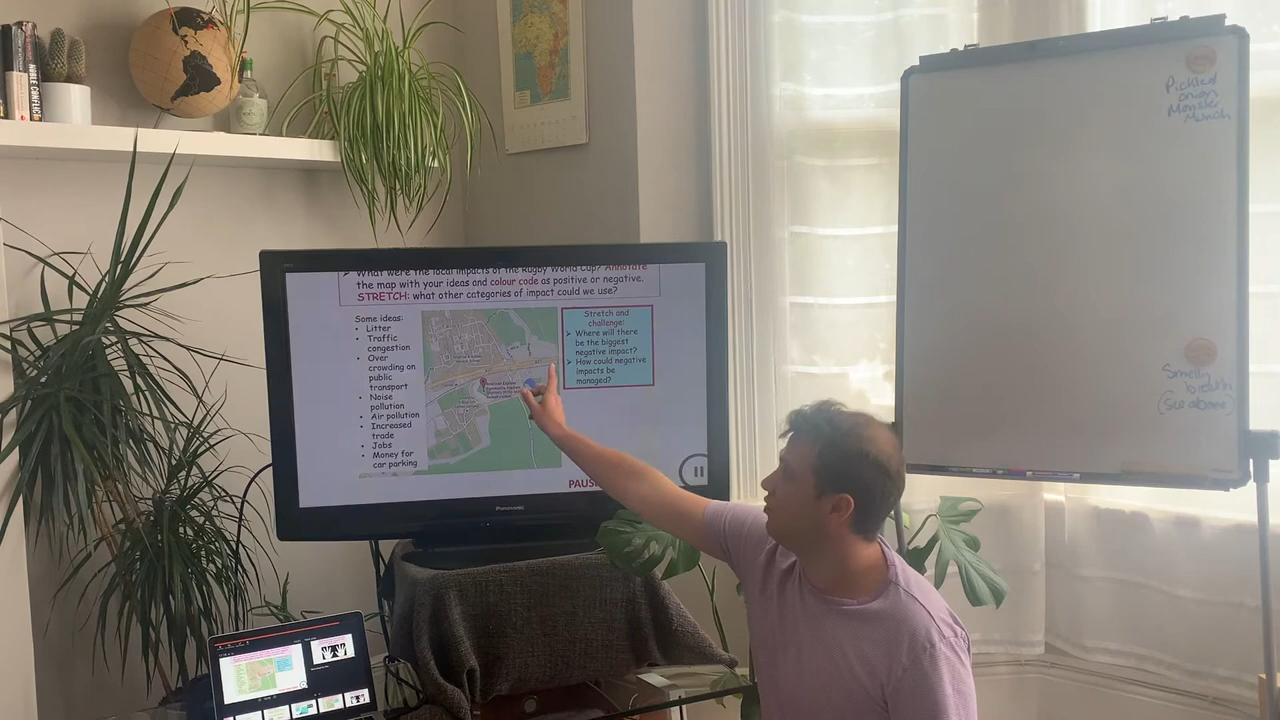 NOBLE CONFLICT
What were the local impacts of the Rugby World Cup? Annotate
the map with your ideas and colour code as positive or negative.
STRETCH: what other categories of impact could we use?
Some ideas:
• Litter
• Traffic
congestion
• Over
crowding on
public
transport
• Noise
pollution
• Air pollution
• Increased
trade
• Jobs
• Money for
car parking
Stretch and
challenge:
Where will there
be the biggest
negative impact?
How could negative
impacts be
managed?
PAUS
Panasonic
Pickled
onion
Monster
Munch
Smelly
(see above)